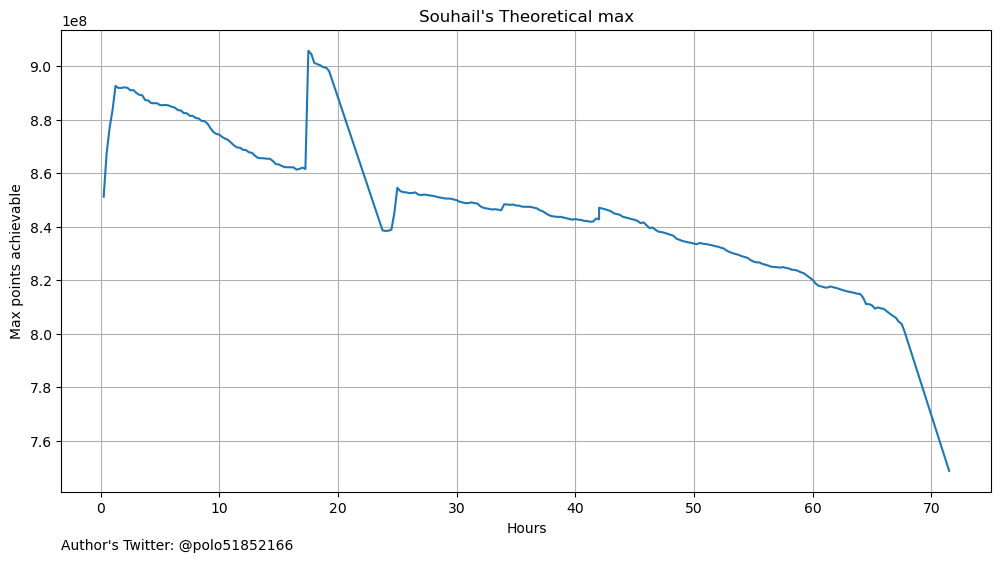 Souhail's Theoretical max
1e8
9.0
8.8
8.6
8.4
8.2
8.0
7.8
7.6
Max points achievable
0 10 20 30 40 50 60 70
Hours
Author's Twitter: @polo51852166